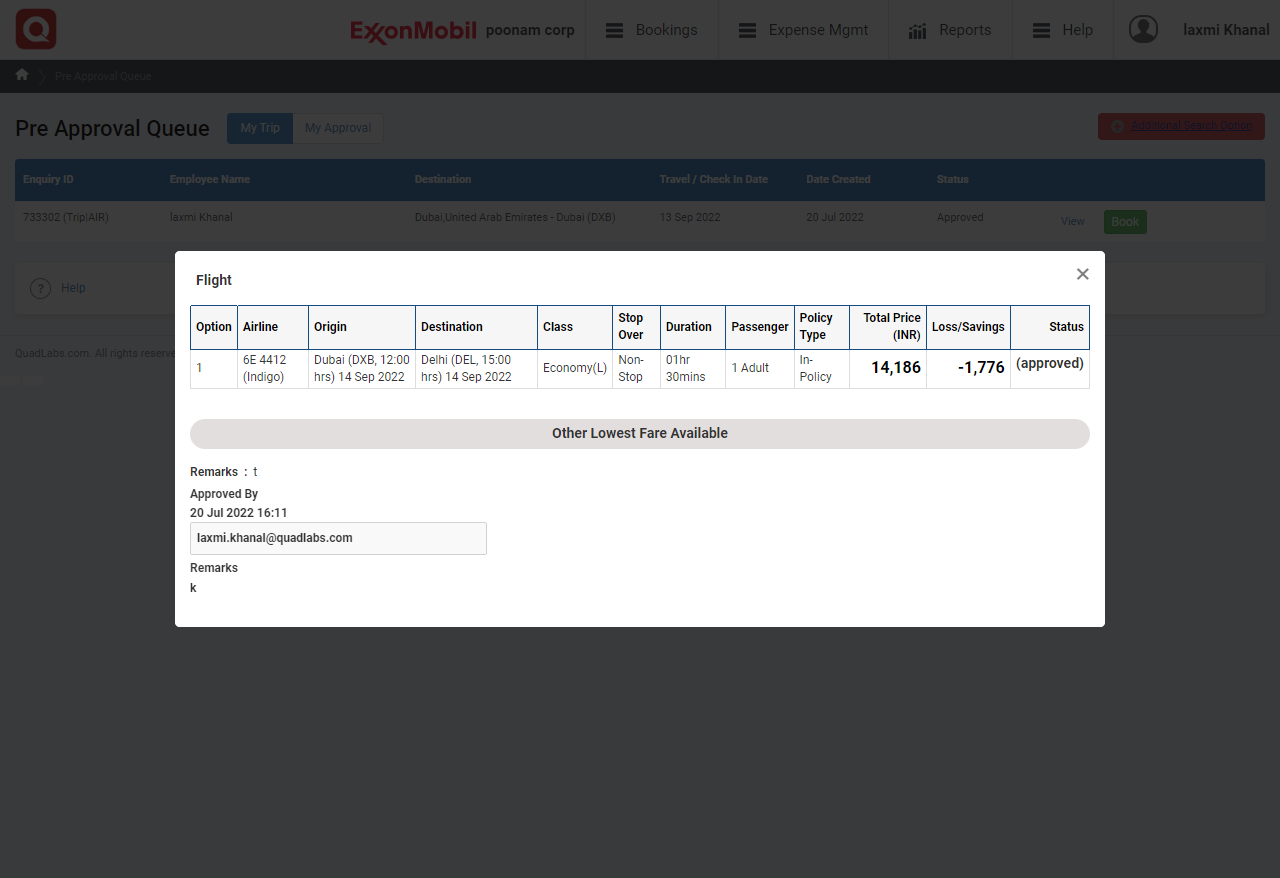 ExxonMobil poonam corp Bookings Expense Mgmt Reports Help laxmi Khanal
Pre Approval Queue
Pre Approval Queue My Trip My Approval Additional Search Option
Enquiry ID Employee Name Destination Travel / Check In Date Date Created Status
733302 (Trip|AIR) laxmi Khanal Dubai,United Arab Emirates - Dubai (DXB) 13 Sep 2022 20 Jul 2022 Approved View Book
Flight
? Help
Option Airline Origin Destination Class Stop Over Duration Passenger Policy Type Total Price (INR) Loss/Savings Status
1 6E 4412 (Indigo) Dubai (DXB, 12:00 hrs) 14 Sep 2022 Delhi (DEL, 15:00 hrs) 14 Sep 2022 Economy(L) Non-Stop 01hr 30mins 1 Adult In-Policy 14,186 -1,776 (approved)
QuadLabs.com. All rights reserve
Other Lowest Fare Available
Remarks : t
Approved By
20 Jul 2022 16:11
laxmi.khanal@quadlabs.com
Remarks
k